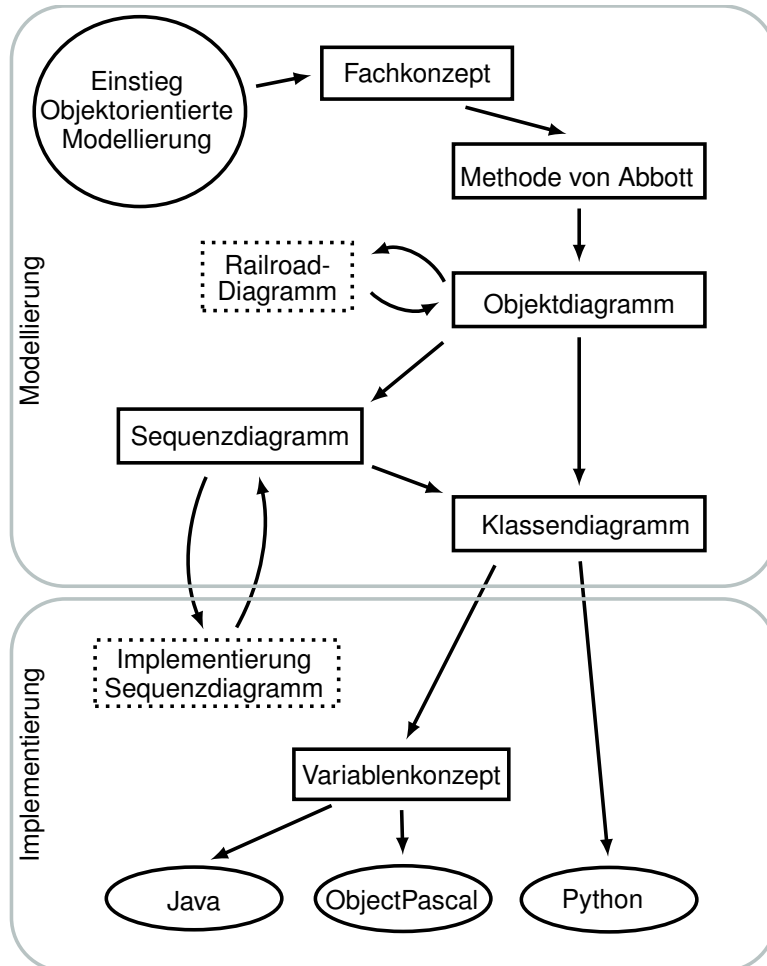 Einstieg
Objektorientierte
Modellierung
Fachkonzept
Methode von Abbott
Railroad-
Diagramm
Objektdiagramm
Modellierung
Sequenzdiagramm
Klassendiagramm
Implementierung
Sequenzdiagramm
Implementierung
Variablenkonzept
Java
ObjectPascal
Python